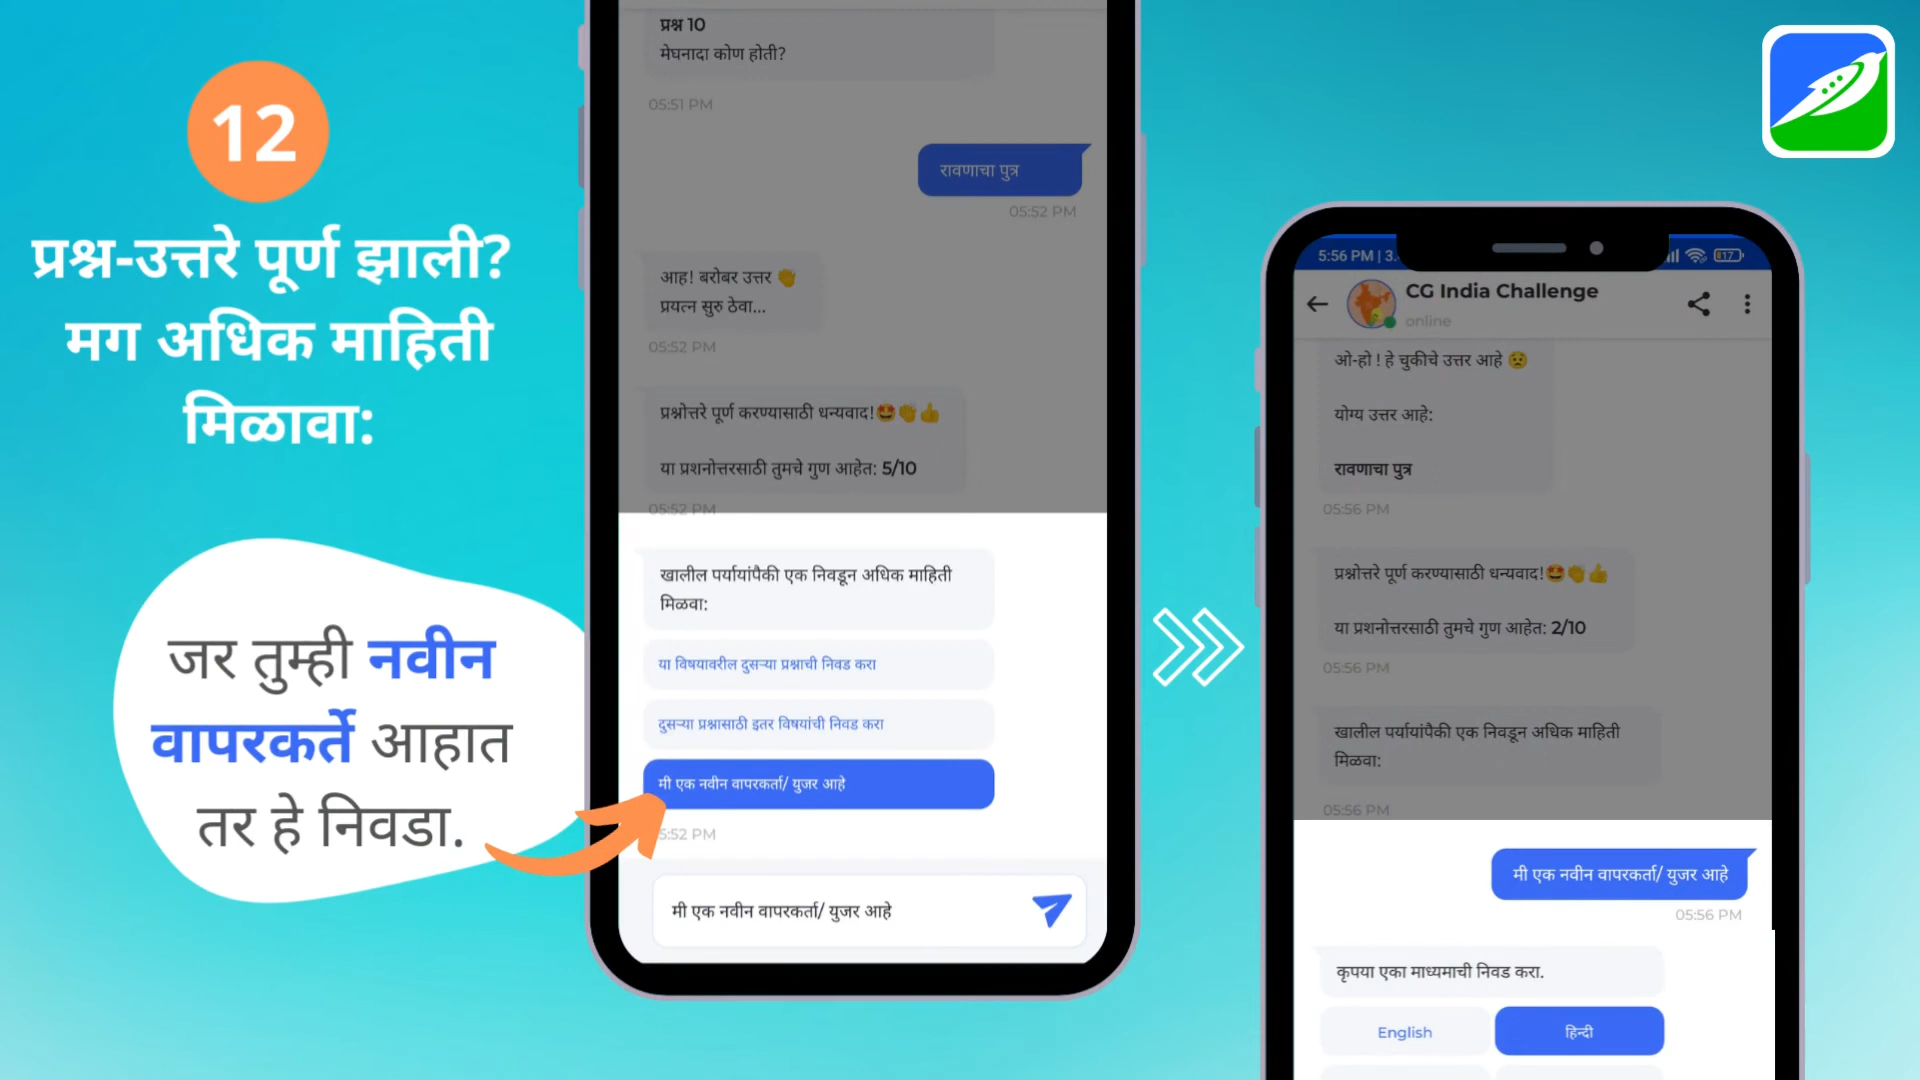 12
प्रश्न-उत्तरे पूर्ण झाली?
मग अधिक माहिती
मिळावा:
जर तुम्ही नवीन
वापरकर्ते आहात
तर हे निवडा.
प्रश्न 10
मेघनादा कोण होती?
05:51 PM
रावणाचा पुत्र
05:52 PM
आह! बरोबर उत्तर 👏
प्रयत्न सुरु ठेवा...
05:52 PM
प्रश्नोत्तरे पूर्ण करण्यासाठी धन्यवाद!🤩👏👍
या प्रशनोत्तरसाठी तुमचे गुण आहेत: 5/10
05:52 PM
खालील पर्यायांपैकी एक निवडून अधिक माहिती
मिळवा:
या विषयावरील दुसऱ्या प्रश्नाची निवड करा
दुसऱ्या प्रश्नासाठी इतर विषयांची निवड करा
मी एक नवीन वापरकर्ता/ युजर आहे
5:52 PM
मी एक नवीन वापरकर्ता/ युजर आहे
5:56 PM | 3.
17
CG India Challenge
online
ओ-हो ! हे चुकीचे उत्तर आहे 😟
योग्य उत्तर आहे:
रावणाचा पुत्र
05:56 PM
प्रश्नोत्तरे पूर्ण करण्यासाठी धन्यवाद!🤩👏👍
या प्रशनोत्तरसाठी तुमचे गुण आहेत: 2/10
05:56 PM
खालील पर्यायांपैकी एक निवडून अधिक माहिती
मिळवा:
05:56 PM
मी एक नवीन वापरकर्ता/ युजर आहे
05:56 PM
कृपया एका माध्यमाची निवड करा.
English
हिन्दी